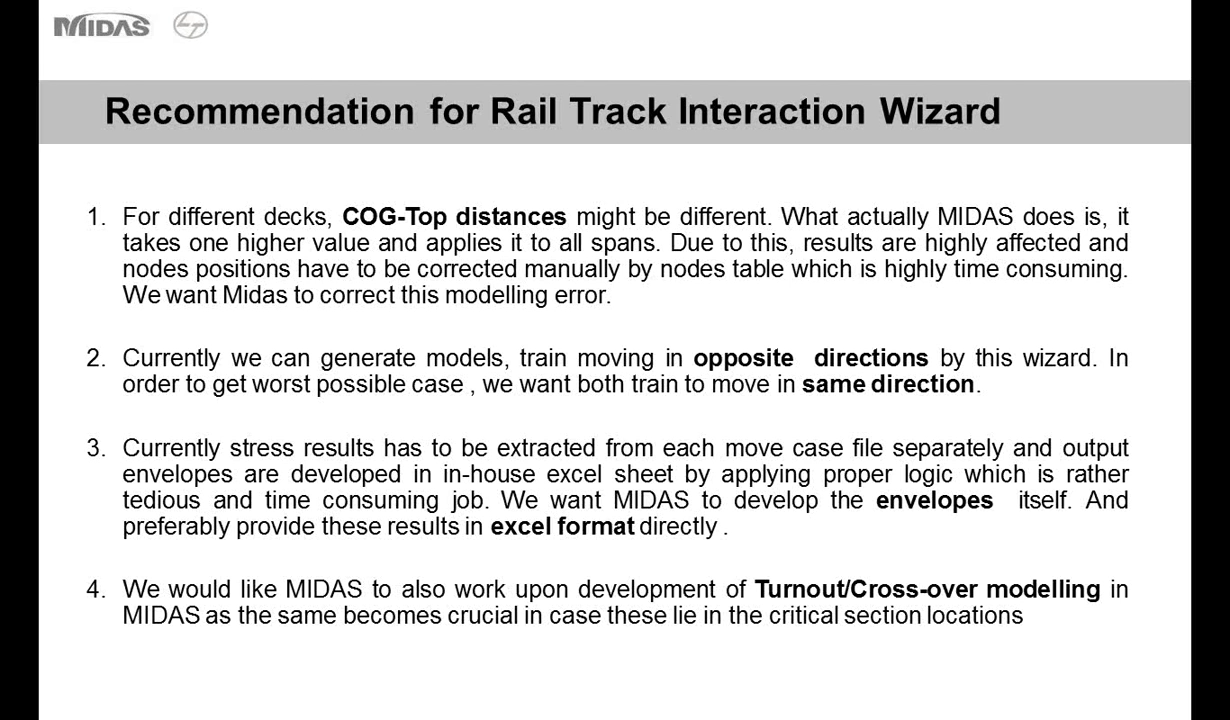 MIDAS LT
Recommendation for Rail Track Interaction Wizard
1. For different decks, COG-Top distances might be different. What actually MIDAS does is, it
takes one higher value and applies it to all spans. Due to this, results are highly affected and
nodes positions have to be corrected manually by nodes table which is highly time consuming.
We want Midas to correct this modelling error.
2. Currently we can generate models, train moving in opposite directions by this wizard. In
order to get worst possible case , we want both train to move in same direction.
3. Currently stress results has to be extracted from each move case file separately and output
envelopes are developed in in-house excel sheet by applying proper logic which is rather
tedious and time consuming job. We want MIDAS to develop the envelopes itself. And
preferably provide these results in excel format directly .
4. We would like MIDAS to also work upon development of Turnout/Cross-over modelling in
MIDAS as the same becomes crucial in case these lie in the critical section locations